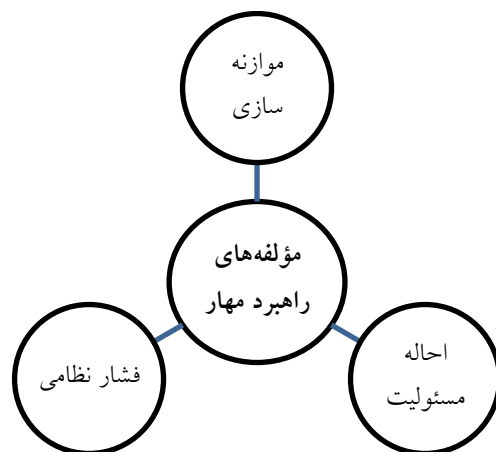 موازنه
سازی
مؤلفه‌های
راهبرد مهار
احاله
مسئولیت
فشار نظامی